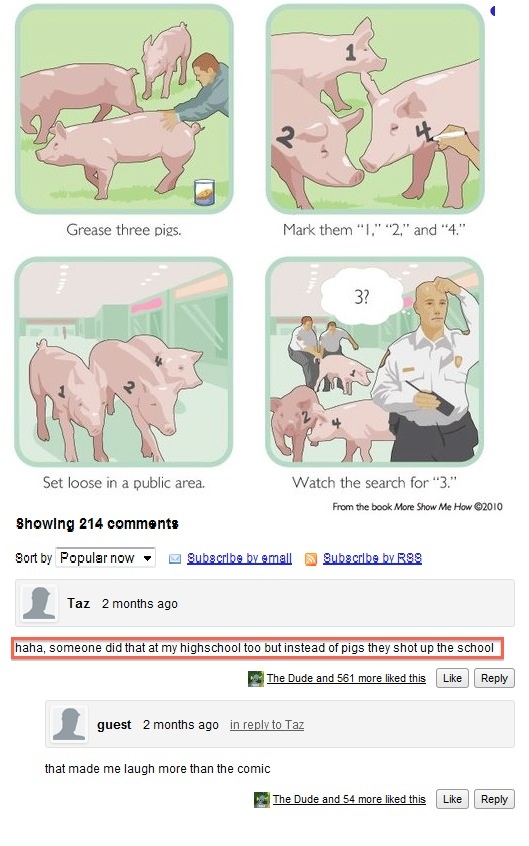 1
2
4
Grease three pigs.
Mark them “1,” “2,” and “4.”
1
2
4
3?
1
2
4
Set loose in a public area.
Watch the search for “3.”
From the book More Show Me How ©2010
Showing 214 comments
Sort by Popular now Subscribe by email Subscribe by RSS
Taz 2 months ago
haha, someone did that at my highschool too but instead of pigs they shot up the school
The Dude and 561 more liked this Like Reply
guest 2 months ago in reply to Taz
that made me laugh more than the comic
The Dude and 54 more liked this Like Reply